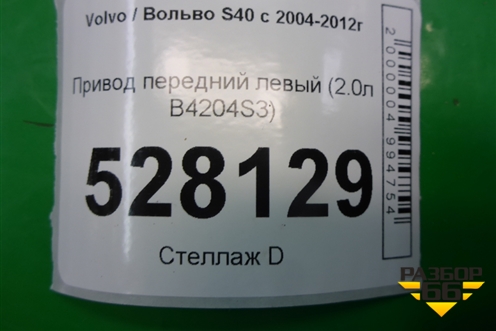 Volvo / Вольво S40 с 2004-2012г
Привод передний левый (2.0л
B4204S3)
528129
Стеллаж D
2000004994754
РАЗБОР
66